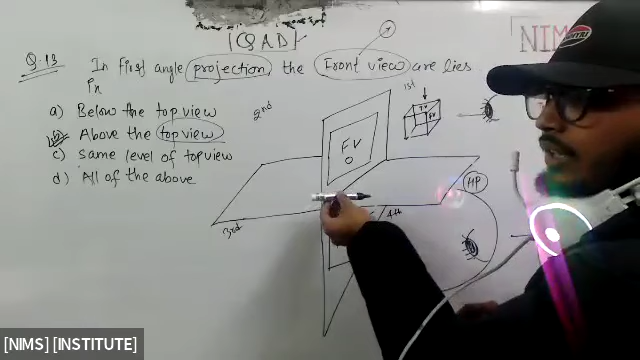 [QAD]
NIMS
Q.13 In first angle projection, the Front view are lies
In
a) Below the top view
b) Above the top view
c) Same level of top view
d) All of the above
2nd
1st
FV
TV
FV
HP
3rd
4th
[NIMS] [INSTITUTE]